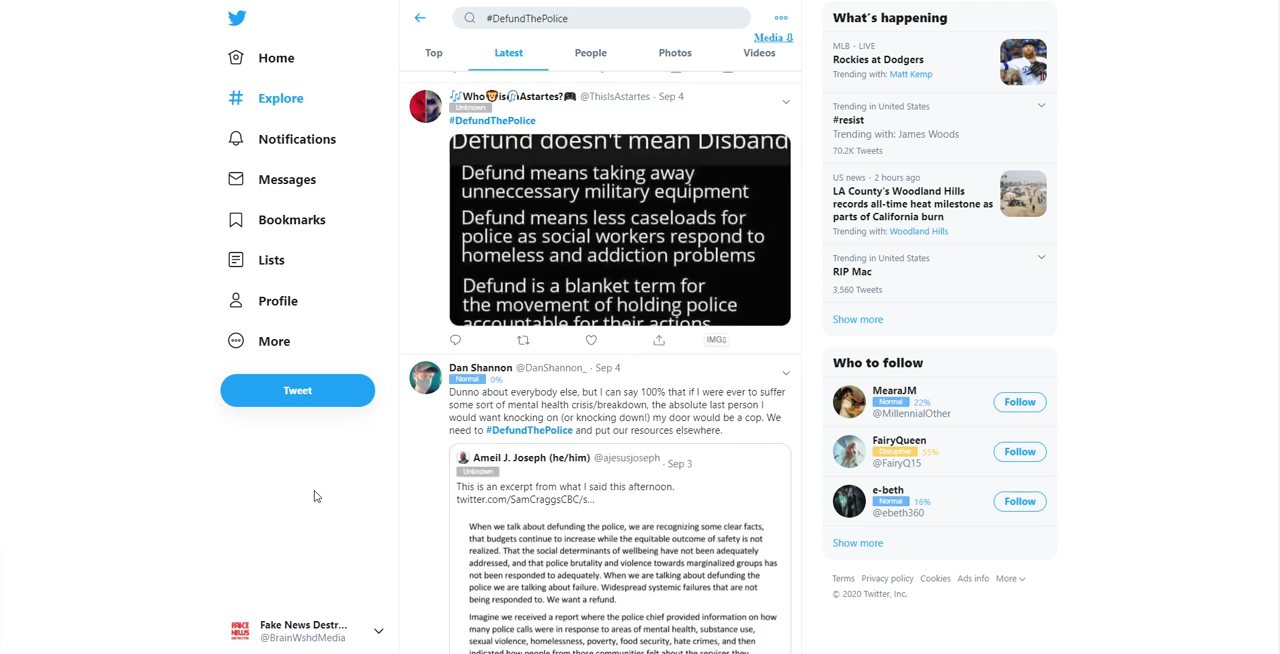 #DefundThePolice
Media ⇩
Home
Explore
Notifications
Messages
Bookmarks
Lists
Profile
More
Tweet
Fake News Destr...
@BrainWshdMedia
Top
Latest
People
Photos
Videos
🎶Who🦁is🎧Astartes?🎮 @ThisIsAstartes · Sep 4
Unknown
#DefundThePolice
Defund doesn't mean Disband
Defund means taking away
unneccessary military equipment
Defund means less caseloads for
police as social workers respond to
homeless and addiction problems
Defund is a blanket term for
the movement of holding police
accountable for their actions
IMGs
Dan Shannon @DanShannon_ · Sep 4
Normal 0%
Dunno about everybody else, but I can say 100% that if I were ever to suffer
some sort of mental health crisis/breakdown, the absolute last person I
would want knocking on (or knocking down!) my door would be a cop. We
need to #DefundThePolice and put our resources elsewhere.
Ameil J. Joseph (he/him) @ajesusjoseph · Sep 3
Unknown
This is an excerpt from what I said this afternoon.
twitter.com/SamCraggsCBC/s...
When we talk about defunding the police, we are recognizing some clear facts,
that budgets continue to increase while the equitable outcome of safety is not
realized. That the social determinants of wellbeing have not been adequately
addressed, and that police brutality and violence towards marginalized groups has
not been responded to adequately. When we are talking about defunding the
police we are talking about failure. Widespread systemic failures that are not
being responded to. We want a refund.
Imagine we received a report where the police chief provided information on how
many police calls were in response to areas of mental health, substance use,
sexual violence, homelessness, poverty, food security, hate crimes, and then
indicated how people from those communities felt about the services they
What's happening
MLB · LIVE
Rockies at Dodgers
Trending with: Matt Kemp
Trending in United States
#resist
Trending with: James Woods
70.2K Tweets
US news · 2 hours ago
LA County's Woodland Hills
records all-time heat milestone as
parts of California burn
Trending with: Woodland Hills
Trending in United States
RIP Mac
3,560 Tweets
Show more
Who to follow
MearaJM
Normal 22%
@MillennialOther
Follow
FairyQueen
Disruptive 55%
@FairyQ15
Follow
e-beth
Normal 16%
@ebeth360
Follow
Show more
Terms Privacy policy Cookies Ads info More
© 2020 Twitter, Inc.